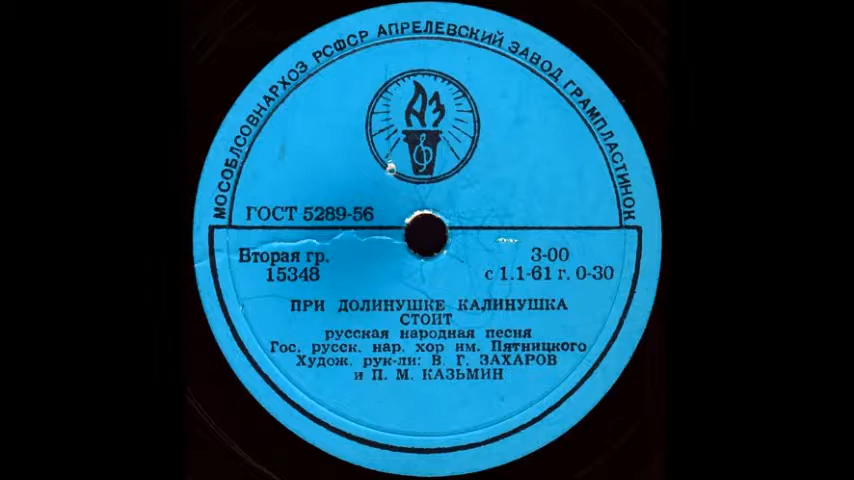 МОСОБЛСОВНАРХОЗ РСФСР АПРЕЛЕВСКИЙ ЗАВОД ГРАМПЛАСТИНОК
АЗ
ГОСТ 5289-56
Вторая гр. 3-00
15348 с 1.1-61 г. 0-30
ПРИ ДОЛИНУШКЕ КАЛИНУШКА
СТОИТ
русская народная песня
Гос. русск. нар. хор им. Пятницкого
Худож. рук-ли: В. Г. ЗАХАРОВ
и П. М. КАЗЬМИН